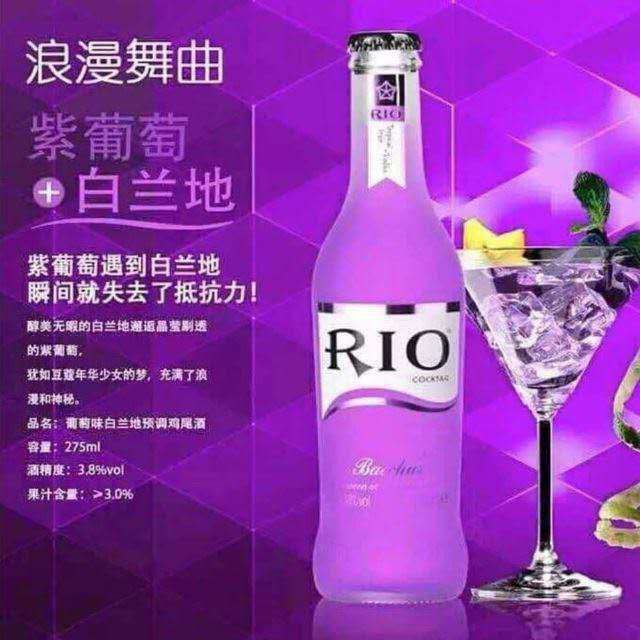 浪漫舞曲
紫葡萄
+白兰地
紫葡萄遇到白兰地
瞬间就失去了抵抗力!
醇美无暇的白兰地邂逅晶莹剔透
的紫葡萄,
犹如豆蔻年华少女的梦,充满了浪
漫和神秘。
品名:葡萄味白兰地预调鸡尾酒
容量:275ml
酒精度:3.8%vol
果汁含量:≥3.0%
RIO
RIO
COCKTAIL
Bacchus